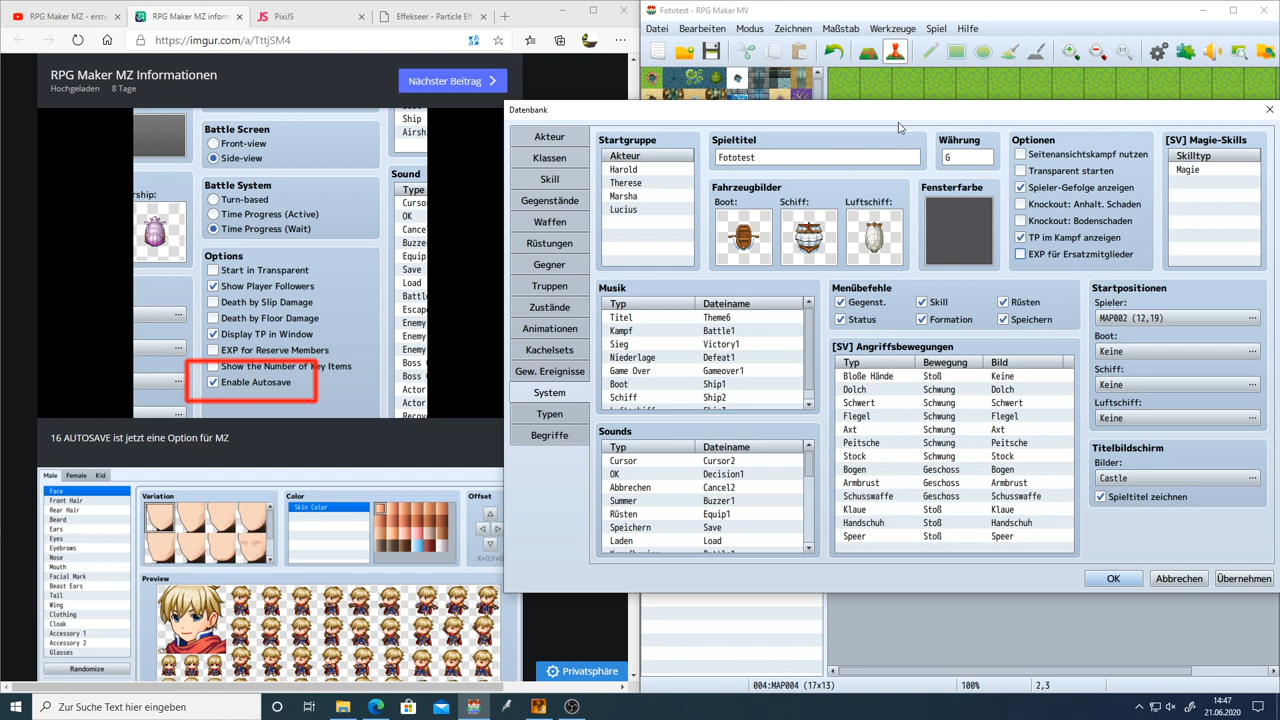 RPG Maker MZ - erste
RPG Maker MZ inform
PixiJS
Effekseer - Particle Ef
https://imgur.com/a/TttjSM4
RPG Maker MZ Informationen
Hochgeladen 8 Tage
Nächster Beitrag
Battle Screen
Front-view
Side-view
Battle System
Turn-based
Time Progress (Active)
Time Progress (Wait)
Options
Start in Transparent
Show Player Followers
Death by Slip Damage
Death by Floor Damage
Display TP in Window
EXP for Reserve Members
Show the Number of Key Items
Enable Autosave
Ship
Sound
Type
OK
Equip
Save
Load
Actor
16 AUTOSAVE ist jetzt eine Option für MZ
Male Female Kid
Face
Front Hair
Rear Hair
Beard
Ears
Eyes
Eyebrows
Nose
Mouth
Facial Mark
Beast Ears
Tail
Wing
Clothing
Cloak
Accessory 1
Accessory 2
Glasses
Randomize
Variation
Color
Skin Color
Offset
Preview
Privatsphäre
Fototest - RPG Maker MV
Datei Bearbeiten Modus Zeichnen Maßstab Werkzeuge Spiel Hilfe
Datenbank
Akteur
Klassen
Skill
Gegenstände
Waffen
Rüstungen
Gegner
Truppen
Zustände
Animationen
Kachelsets
Gew. Ereignisse
System
Typen
Begriffe
Startgruppe
Akteur
Harold
Therese
Marsha
Lucius
Spieltitel
Fototest
Währung
G
Fahrzeugbilder
Boot: Schiff: Luftschiff:
Fensterfarbe
Optionen
Seitenansichtskampf nutzen
Transparent starten
Spieler-Gefolge anzeigen
Knockout: Anhalt. Schaden
Knockout: Bodenschaden
TP im Kampf anzeigen
EXP für Ersatzmitglieder
[SV] Magie-Skills
Skilltyp
Magie
Musik
Typ Dateiname
Titel Theme6
Kampf Battle1
Sieg Victory1
Niederlage Defeat1
Game Over Gameover1
Boot Ship1
Schiff Ship2
Sounds
Typ Dateiname
Cursor Cursor2
OK Decision1
Abbrechen Cancel2
Summer Buzzer1
Rüsten Equip1
Speichern Save
Laden Load
Menübefehle
Gegenst. Skill Rüsten
Status Formation Speichern
[SV] Angriffsbewegungen
Typ Bewegung Bild
Bloße Hände Stoß Keine
Dolch Schwung Dolch
Schwert Schwung Schwert
Flegel Schwung Flegel
Axt Schwung Axt
Peitsche Schwung Peitsche
Stock Schwung Stock
Bogen Geschoss Bogen
Armbrust Geschoss Armbrust
Schusswaffe Geschoss Schusswaffe
Klaue Stoß Klaue
Handschuh Stoß Handschuh
Speer Stoß Speer
Startpositionen
Spieler:
MAP002 (12,19) ...
Boot:
Keine ...
Schiff:
Keine ...
Luftschiff:
Keine ...
Titelbildschirm
Bilder:
Castle ...
Spieltitel zeichnen
OK Abbrechen Übernehmen
004:MAP004 (17×13) 100% 2,3
Zur Suche Text hier eingeben
14:47
21.06.2020